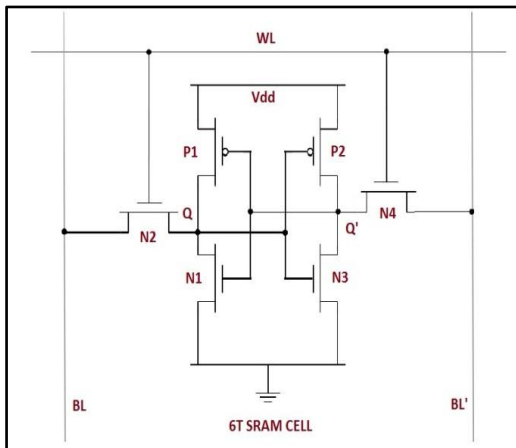 WL
Vdd
P1
P2
Q
Q'
N4
N2
N1
N3
BL
BL'
6T SRAM CELL